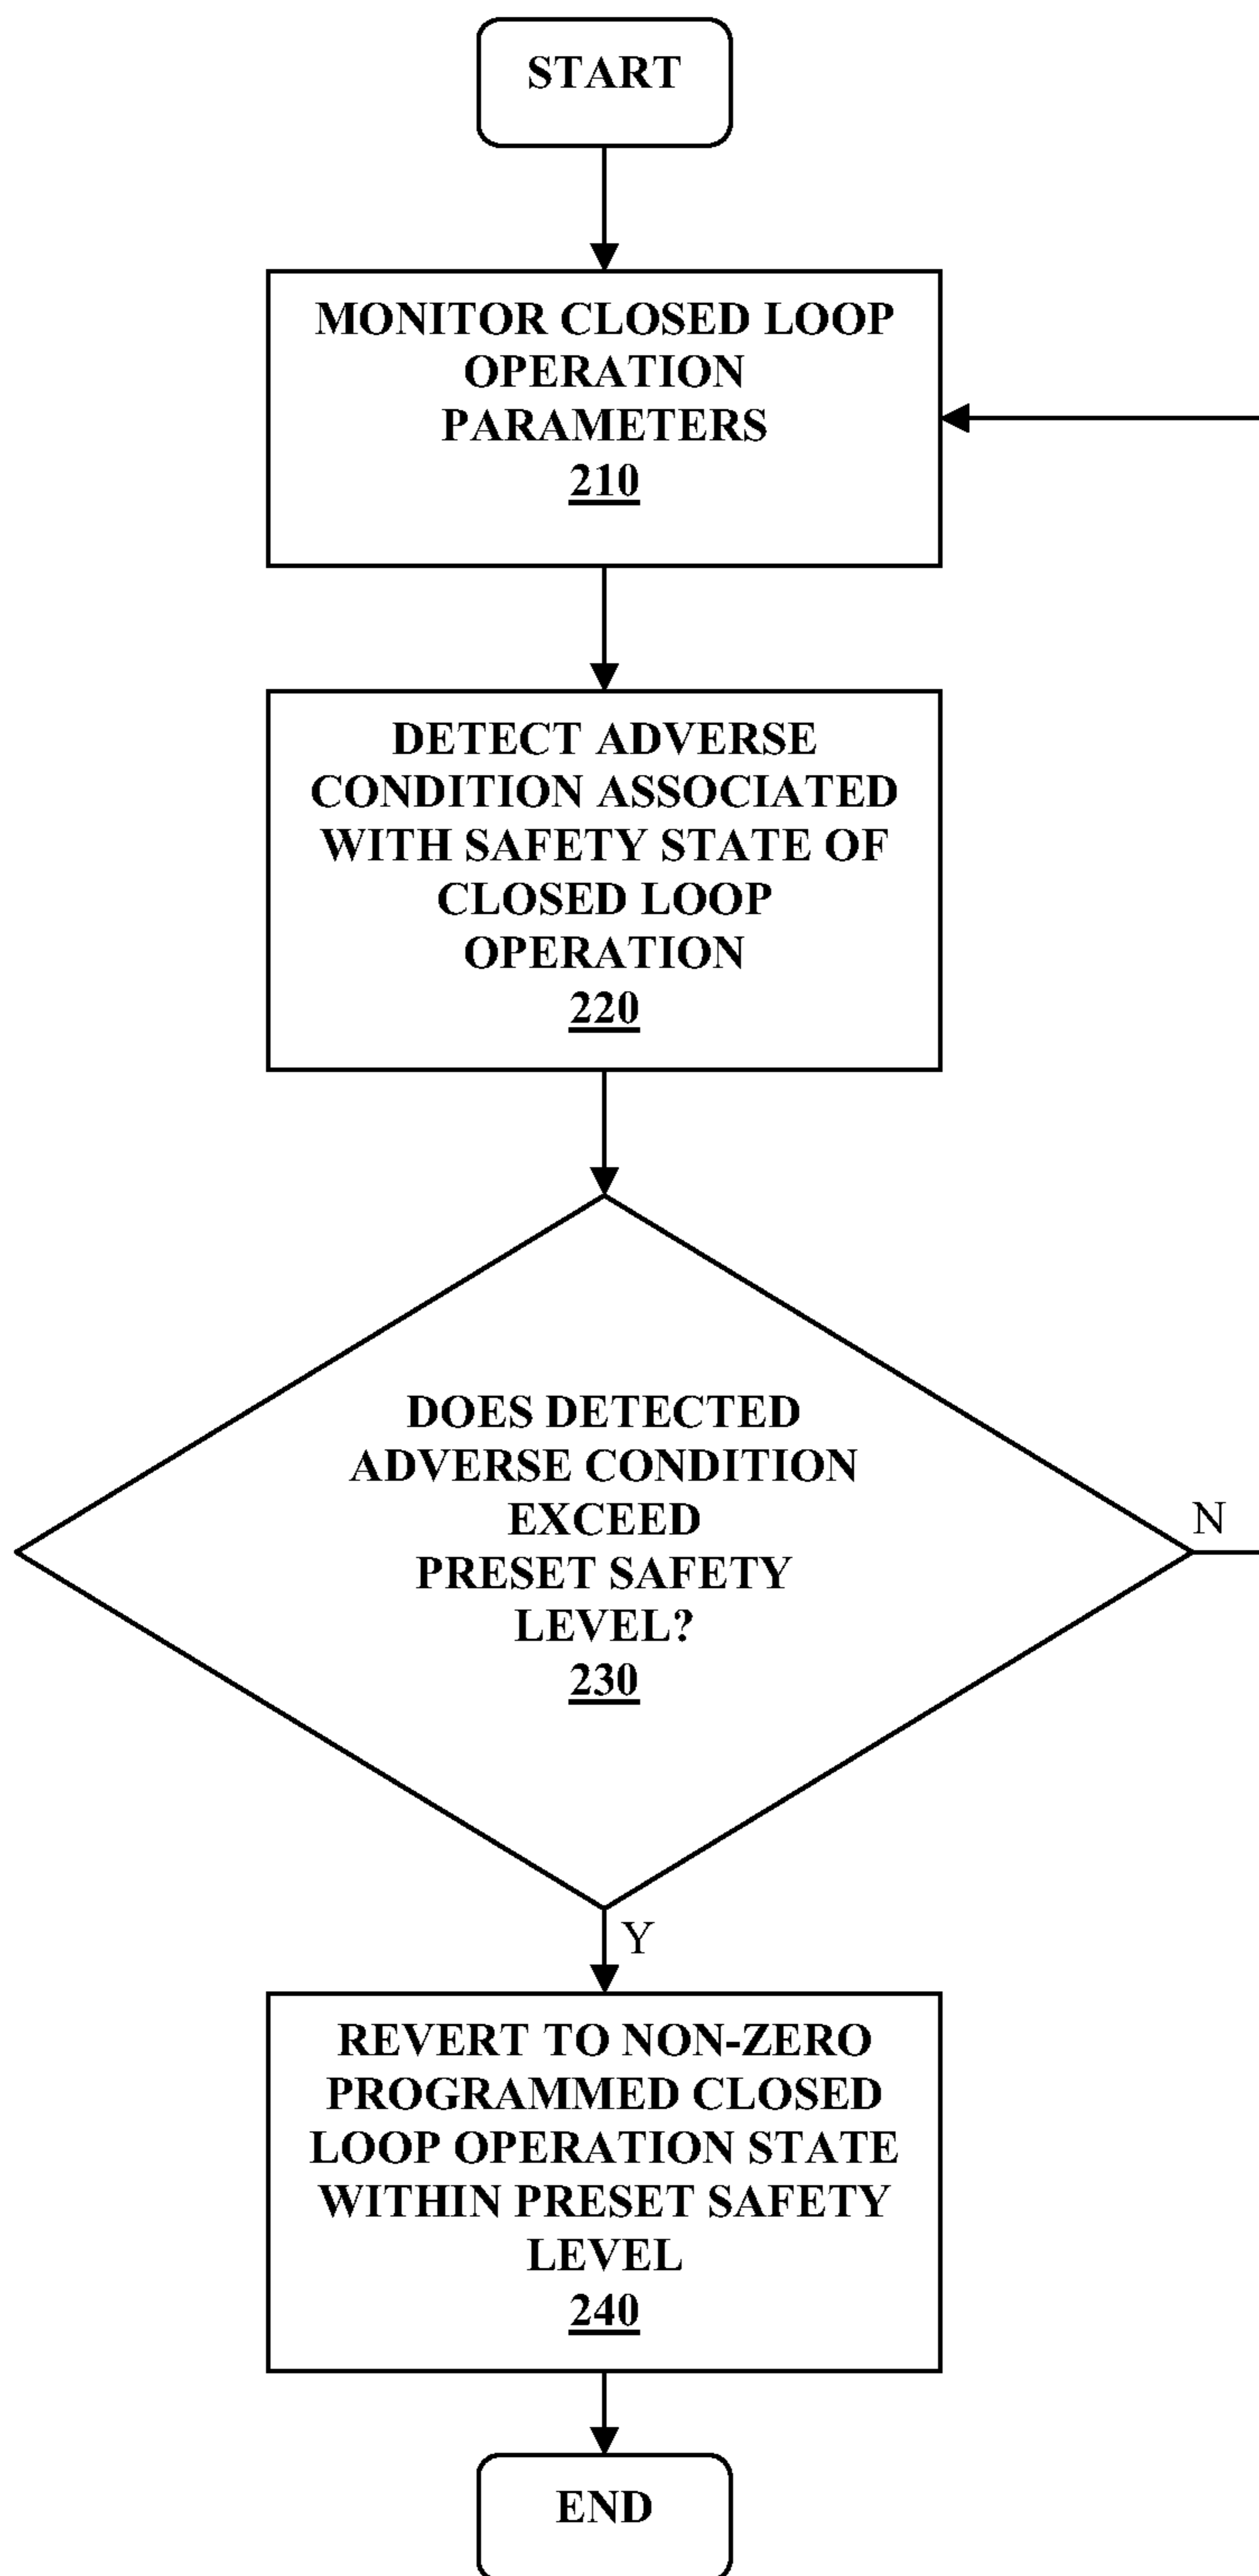 START
MONITOR CLOSED LOOP
OPERATION
PARAMETERS
210
DETECT ADVERSE
CONDITION ASSOCIATED
WITH SAFETY STATE OF
CLOSED LOOP
OPERATION
220
DOES DETECTED
ADVERSE CONDITION
EXCEED
PRESET SAFETY
LEVEL?
230
N
Y
REVERT TO NON-ZERO
PROGRAMMED CLOSED
LOOP OPERATION STATE
WITHIN PRESET SAFETY
LEVEL
240
END